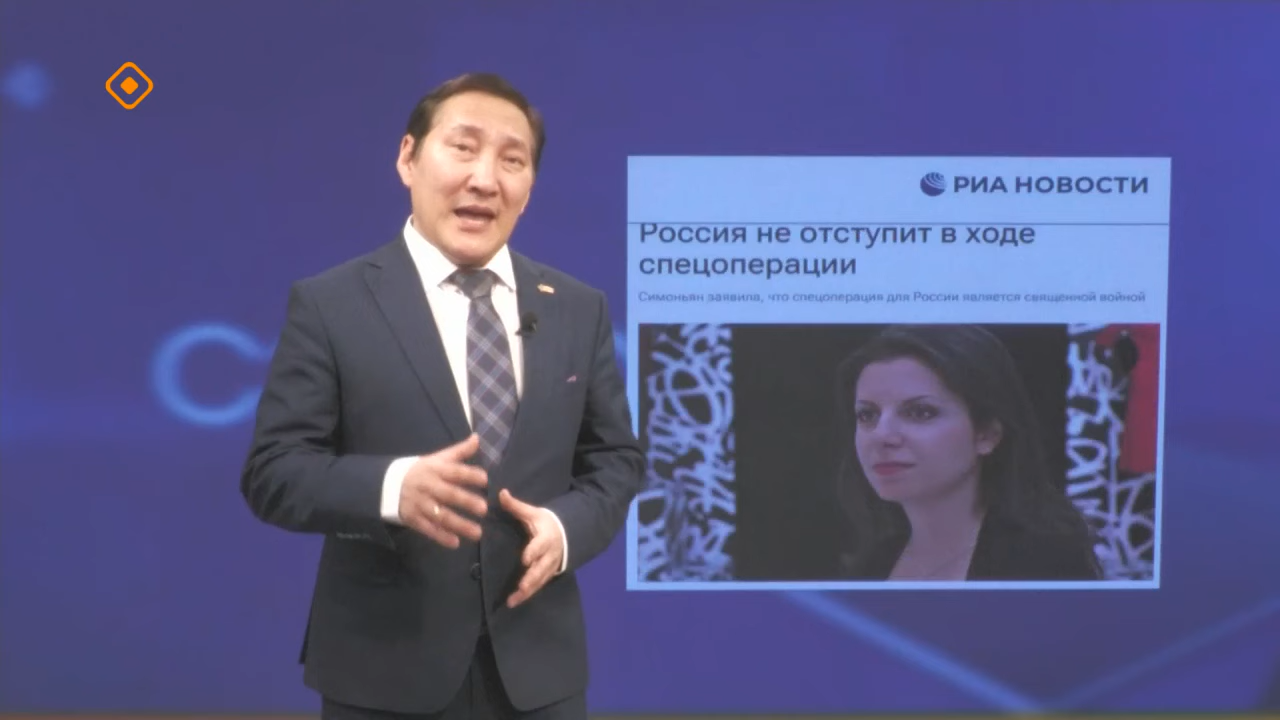 РИА НОВОСТИ
Россия не отступит в ходе
спецоперации
Симоньян заявила, что спецоперация для России является священной войной
С